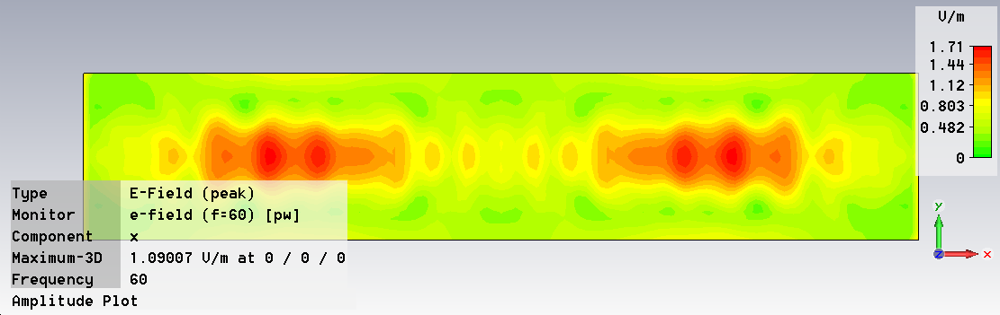 V/m
1.71
1.44
1.12
0.803
0.482
0
Type E-Field (peak)
Monitor e-field (f=60) [pw]
Component x
Maximum-3D 1.09007 V/m at 0 / 0 / 0
Frequency 60
Amplitude Plot
y
z x